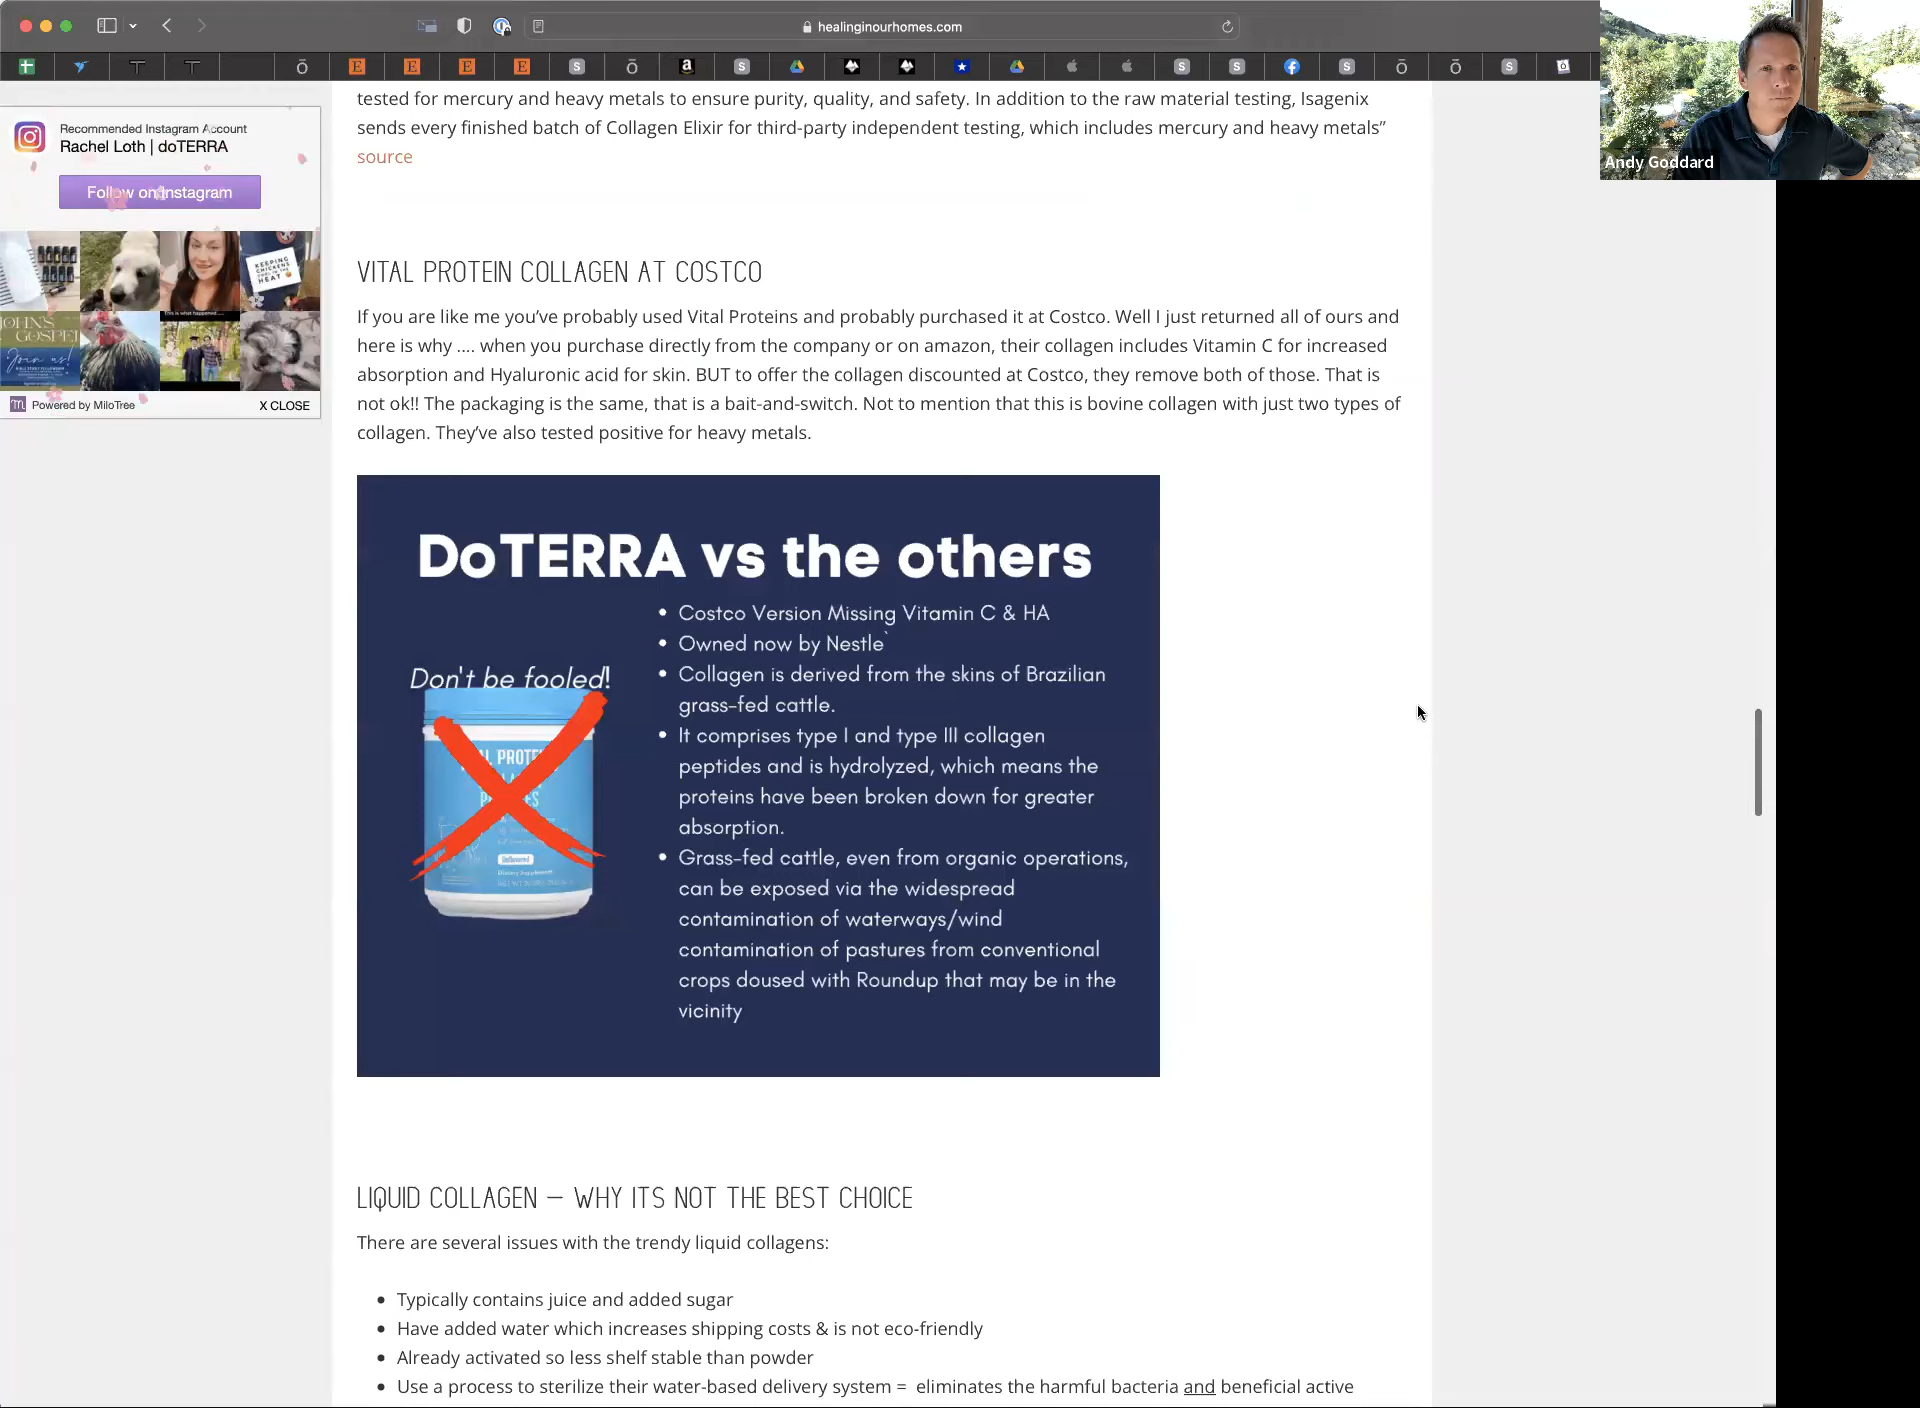 healinginourhomes.com
Andy Goddard
Recommended Instagram Account
Rachel Loth | doTERRA
Follow on Instagram
KEEPING
CHICKENS
COOL IN THE
HEAT
JOHN'S
GOSPEL
Join us!
Powered by MiloTree
X CLOSE
tested for mercury and heavy metals to ensure purity, quality, and safety. In addition to the raw material testing, Isagenix
sends every finished batch of Collagen Elixir for third-party independent testing, which includes mercury and heavy metals”
source
VITAL PROTEIN COLLAGEN AT COSTCO
If you are like me you’ve probably used Vital Proteins and probably purchased it at Costco. Well I just returned all of ours and
here is why .... when you purchase directly from the company or on amazon, their collagen includes Vitamin C for increased
absorption and Hyaluronic acid for skin. BUT to offer the collagen discounted at Costco, they remove both of those. That is
not ok!! The packaging is the same, that is a bait-and-switch. Not to mention that this is bovine collagen with just two types of
collagen. They’ve also tested positive for heavy metals.
DoTERRA vs the others
Don't be fooled!
Unflavored
• Costco Version Missing Vitamin C & HA
• Owned now by Nestle`
• Collagen is derived from the skins of Brazilian
grass-fed cattle.
• It comprises type I and type III collagen
peptides and is hydrolyzed, which means the
proteins have been broken down for greater
absorption.
• Grass-fed cattle, even from organic operations,
can be exposed via the widespread
contamination of waterways/wind
contamination of pastures from conventional
crops doused with Roundup that may be in the
vicinity
LIQUID COLLAGEN – WHY ITS NOT THE BEST CHOICE
There are several issues with the trendy liquid collagens:
• Typically contains juice and added sugar
• Have added water which increases shipping costs & is not eco-friendly
• Already activated so less shelf stable than powder
• Use a process to sterilize their water-based delivery system = eliminates the harmful bacteria and beneficial active